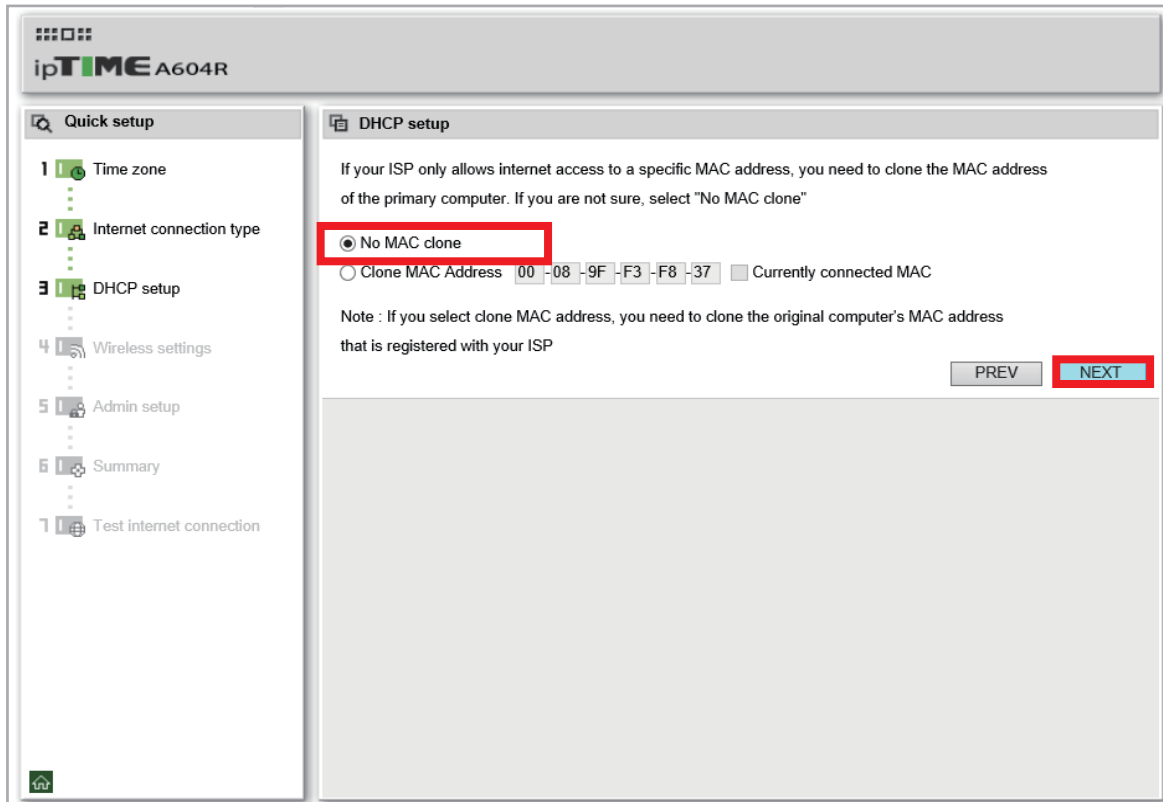 ipTIME A604R
Quick setup
1 Time zone
2 Internet connection type
3 DHCP setup
4 Wireless settings
5 Admin setup
6 Summary
7 Test internet connection
DHCP setup
If your ISP only allows internet access to a specific MAC address, you need to clone the MAC address
of the primary computer. If you are not sure, select "No MAC clone"
No MAC clone
Clone MAC Address 00 - 08 - 9F - F3 - F8 - 37 Currently connected MAC
Note : If you select clone MAC address, you need to clone the original computer's MAC address
that is registered with your ISP
PREV NEXT